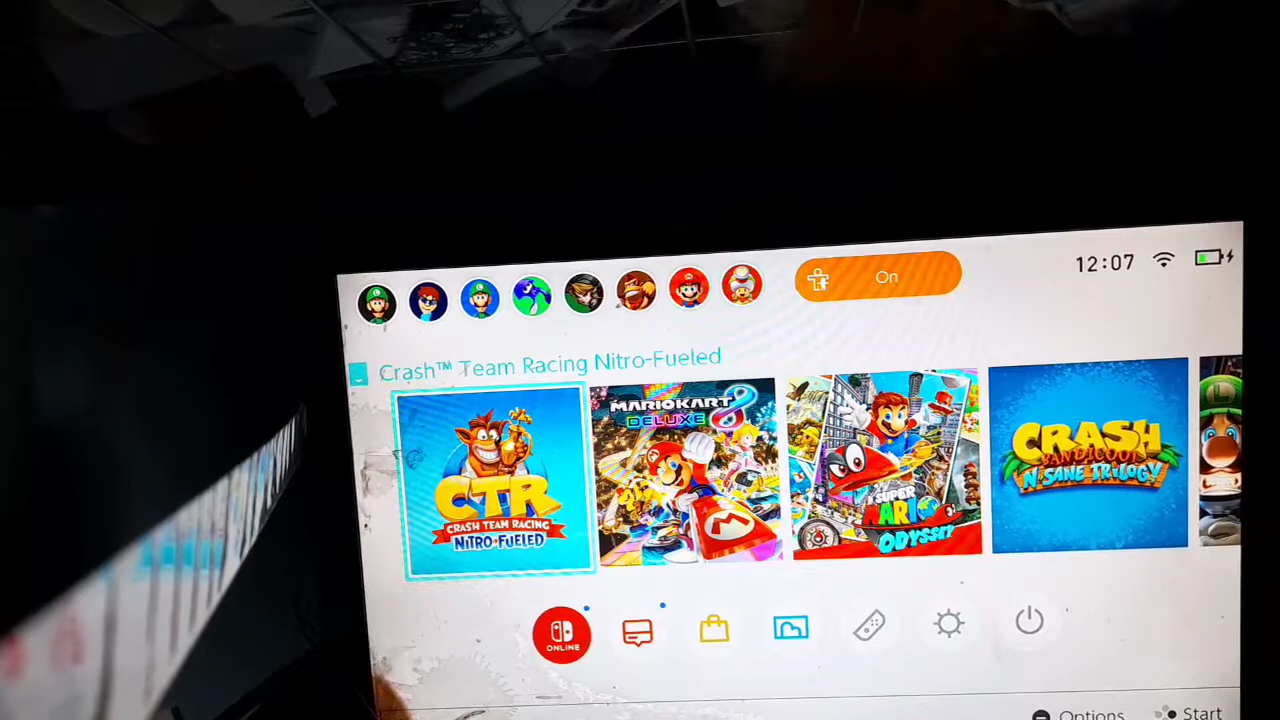 On
12:07
Crash™ Team Racing Nitro-Fueled
CTR
CRASH TEAM RACING
NITRO-FUELED
MARIOKART 8
DELUXE
SUPER
MARIO
ODYSSEY
CRASH
BANDICOOT
N. SANE TRILOGY
ONLINE
Options
Start